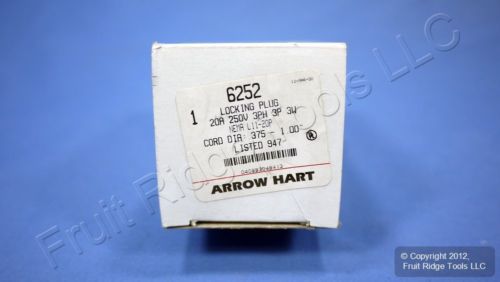 6252
1
LOCKING PLUG
20A 250V 3PH 3P 3W
NEMA L11-20P
CORD DIA .375 - 1.00
LISTED 947
ARROW HART
Fruit Ridge Tools LLC
© Copyright 2012,
Fruit Ridge Tools LLC